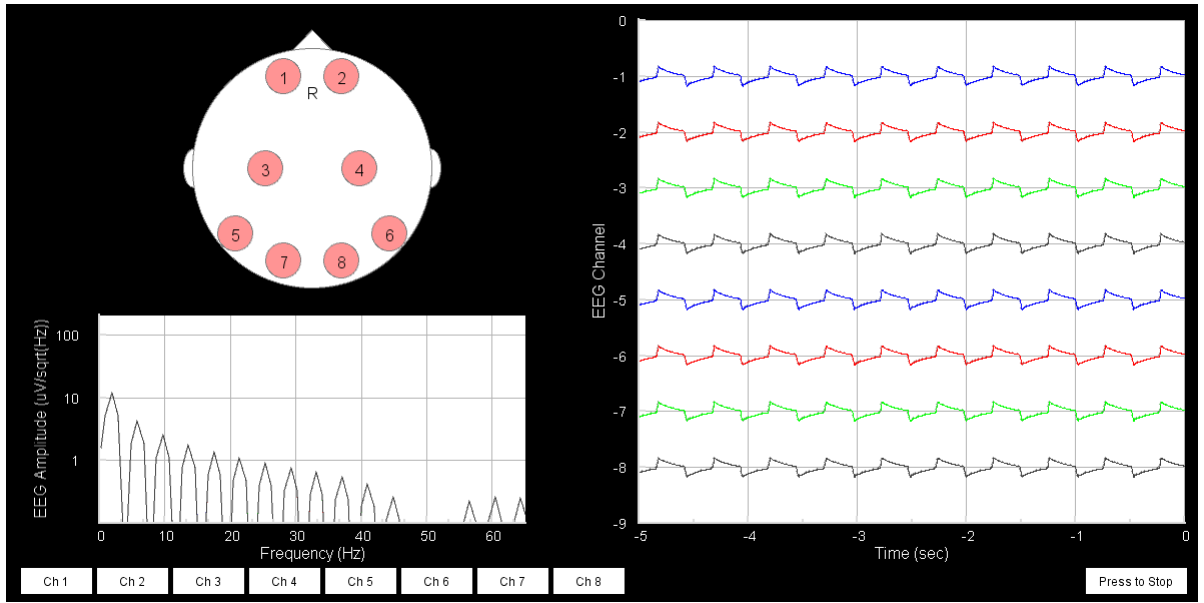 1 2
R
3 4
5 6
7 8
EEG Amplitude (uV/sqrt(Hz))
100
10
1
0 10 20 30 40 50 60
Frequency (Hz)
EEG Channel
0
-1
-2
-3
-4
-5
-6
-7
-8
-9
-5 -4 -3 -2 -1 0
Time (sec)
Ch 1 Ch 2 Ch 3 Ch 4 Ch 5 Ch 6 Ch 7 Ch 8
Press to Stop